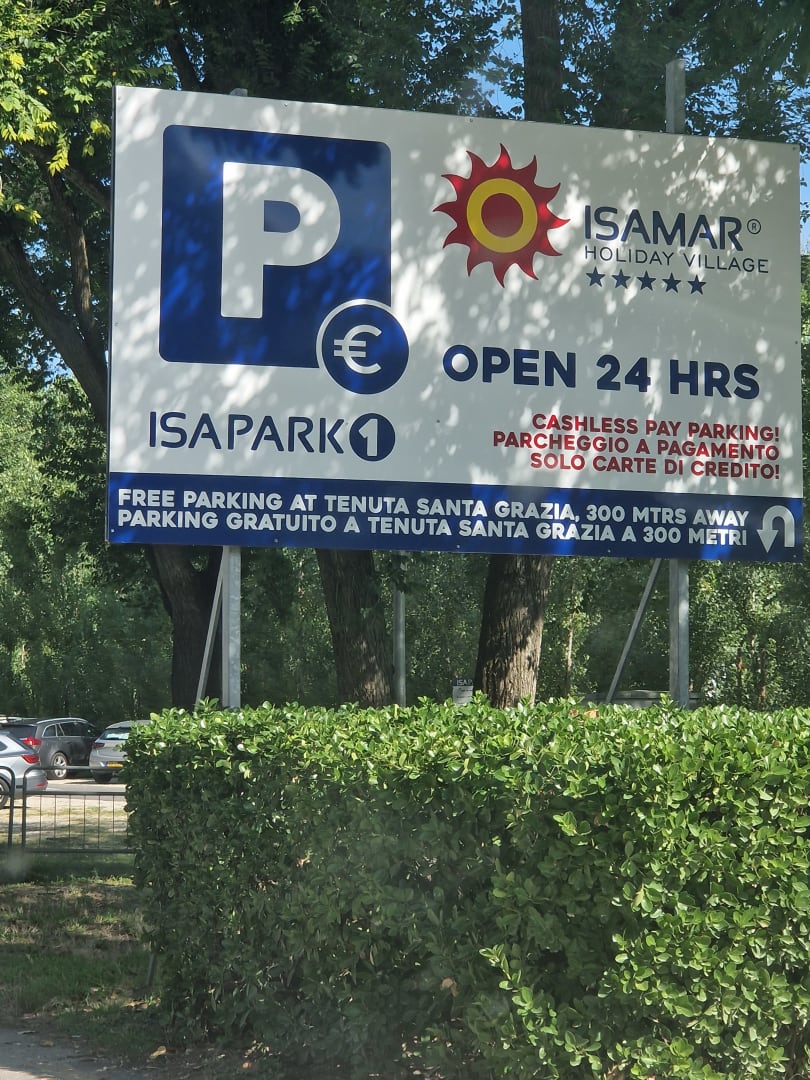 P
€
ISAPARK1
ISAMAR®
HOLIDAY VILLAGE
OPEN 24 HRS
CASHLESS PAY PARKING!
PARCHEGGIO A PAGAMENTO
SOLO CARTE DI CREDITO!
FREE PARKING AT TENUTA SANTA GRAZIA, 300 MTRS AWAY
PARKING GRATUITO A TENUTA SANTA GRAZIA A 300 METRI